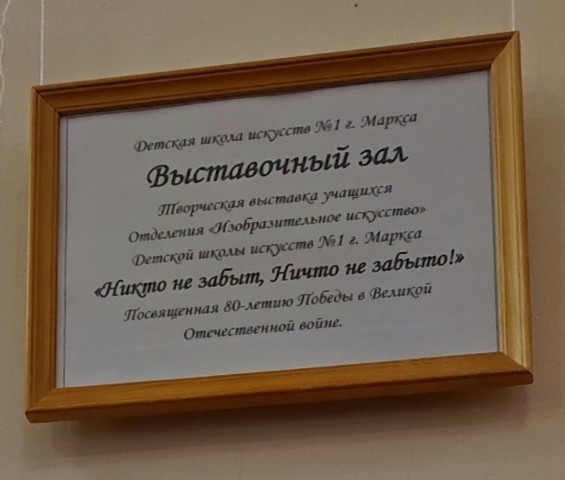 Детская школа искусств №1 г. Маркса
Выставочный зал
Творческая выставка учащихся
Отделения «Изобразительное искусство»
Детской школы искусств №1 г. Маркса
«Никто не забыт, Ничто не забыто!»
Посвященная 80-летию Победы в Великой
Отечественной войне.